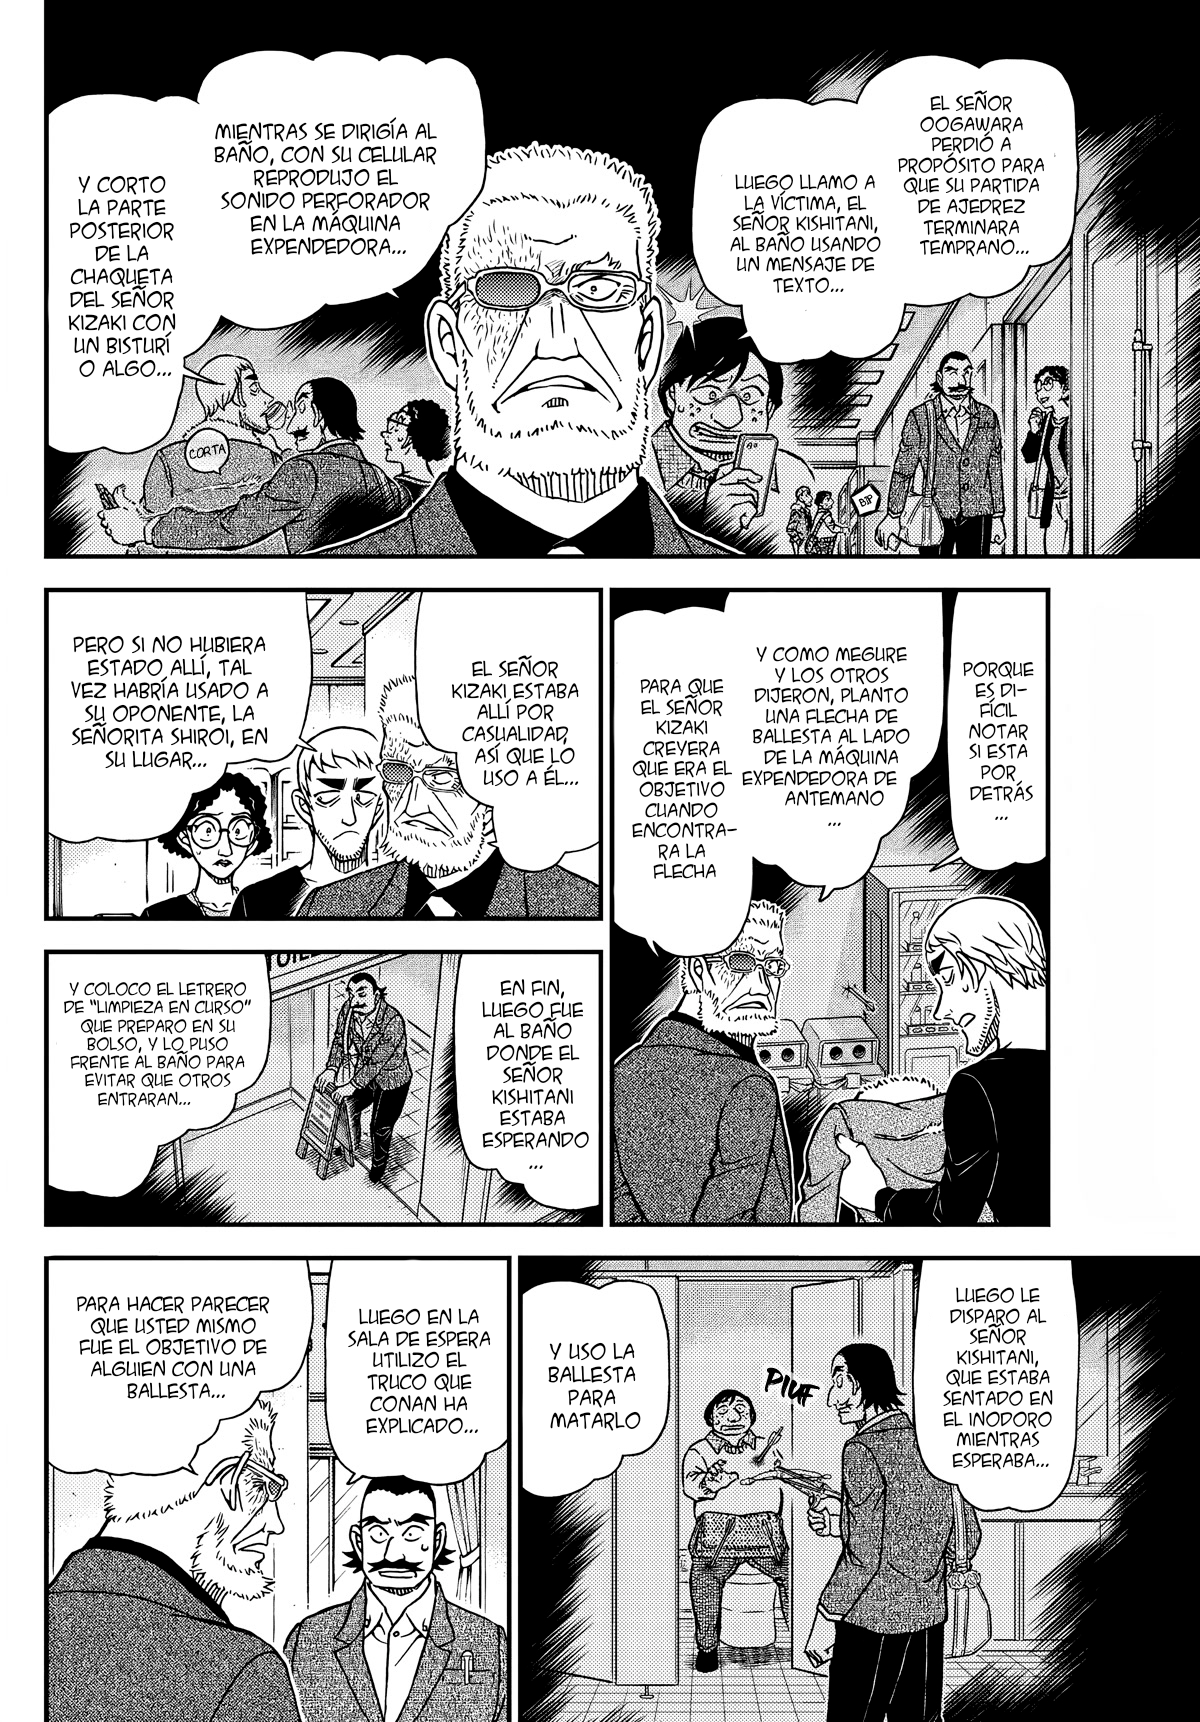 EL SEÑOR
OOGAWARA
PERDIÓ A
PROPÓSITO PARA
QUE SU PARTIDA
DE AJEDREZ
TERMINARA
TEMPRANO...
LUEGO LLAMO A
LA VÍCTIMA, EL
SEÑOR KISHITANI,
AL BAÑO USANDO
UN MENSAJE DE
TEXTO...
BIP
MIENTRAS SE DIRIGÍA AL
BAÑO, CON SU CELULAR
REPRODUJO EL
SONIDO PERFORADOR
EN LA MÁQUINA
EXPENDEDORA...
Y CORTO
LA PARTE
POSTERIOR
DE LA
CHAQUETA
DEL SEÑOR
KIZAKI CON
UN BISTURÍ
O ALGO...
CORTA
PORQUE
ES DI-
FÍCIL
NOTAR
SI ESTA
POR
DETRÁS
...
Y COMO MEGURE
Y LOS OTROS
DIJERON, PLANTO
UNA FLECHA DE
BALLESTA AL LADO
DE LA MÁQUINA
EXPENDEDORA DE
ANTEMANO
...
PARA QUE
EL SEÑOR
KIZAKI
CREYERA
QUE ERA EL
OBJETIVO
CUANDO
ENCONTRA-
RA LA
FLECHA
EL SEÑOR
KIZAKI ESTABA
ALLÍ POR
CASUALIDAD,
ASÍ QUE LO
USO A ÉL...
PERO SI NO HUBIERA
ESTADO ALLÍ, TAL
VEZ HABRÍA USADO A
SU OPONENTE, LA
SEÑORITA SHIROI, EN
SU LUGAR...
EN FIN,
LUEGO FUE
AL BAÑO
DONDE EL
SEÑOR
KISHITANI
ESTABA
ESPERANDO
...
Y COLOCO EL LETRERO
DE "LIMPIEZA EN CURSO"
QUE PREPARO EN SU
BOLSO, Y LO PUSO
FRENTE AL BAÑO PARA
EVITAR QUE OTROS
ENTRARAN...
LUEGO LE
DISPARO AL
SEÑOR
KISHITANI,
QUE ESTABA
SENTADO EN
EL INODORO
MIENTRAS
ESPERABA...
PIUF
Y USO LA
BALLESTA
PARA
MATARLO
LUEGO EN LA
SALA DE ESPERA
UTILIZO EL
TRUCO QUE
CONAN HA
EXPLICADO...
PARA HACER PARECER
QUE USTED MISMO
FUE EL OBJETIVO DE
ALGUIEN CON UNA
BALLESTA...